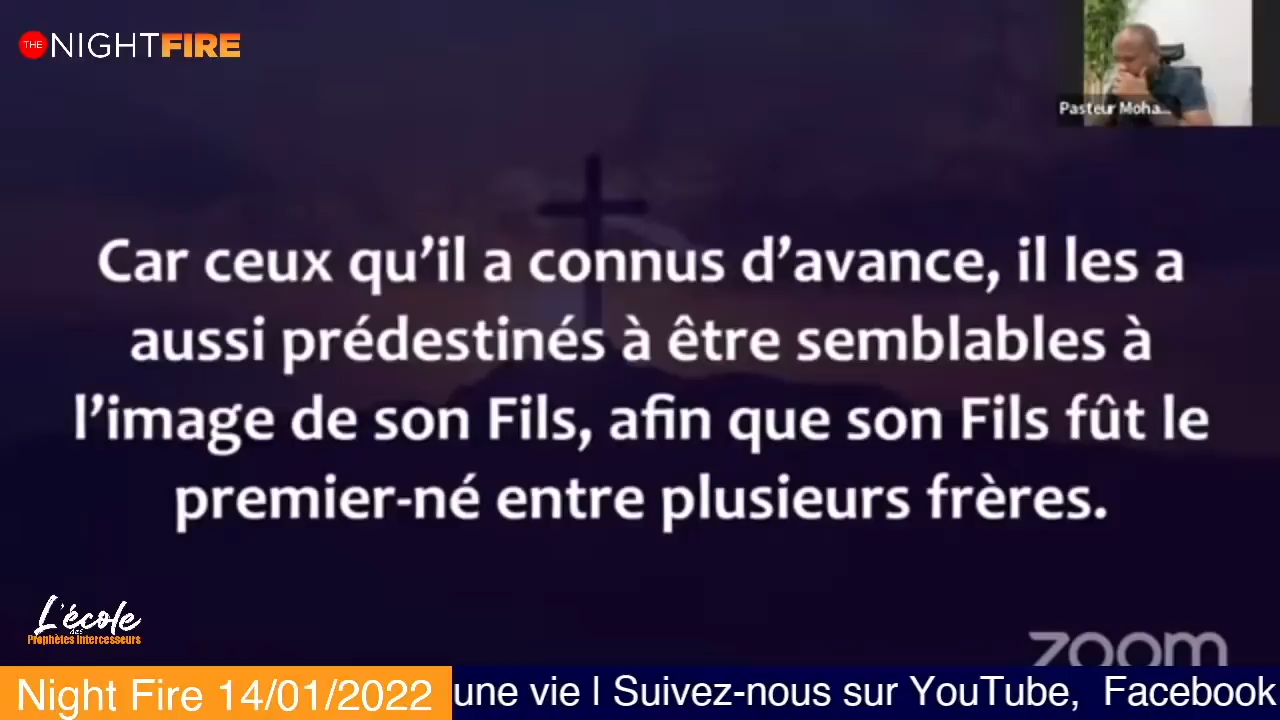 THE NIGHTFIRE
Pasteur Moha...
Car ceux qu’il a connus d’avance, il les a
aussi prédestinés à être semblables à
l’image de son Fils, afin que son Fils fût le
premier-né entre plusieurs frères.
L'école
des
Prophètes Intercesseurs
zoom
Night Fire 14/01/2022
une vie l Suivez-nous sur YouTube, Facebook